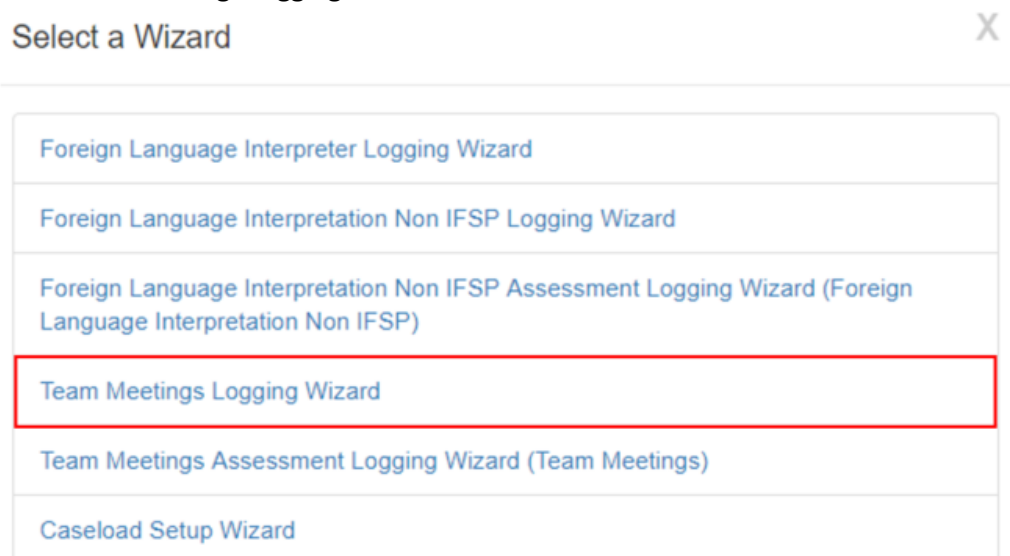 Select a Wizard
X
Foreign Language Interpreter Logging Wizard
Foreign Language Interpretation Non IFSP Logging Wizard
Foreign Language Interpretation Non IFSP Assessment Logging Wizard (Foreign
Language Interpretation Non IFSP)
Team Meetings Logging Wizard
Team Meetings Assessment Logging Wizard (Team Meetings)
Caseload Setup Wizard